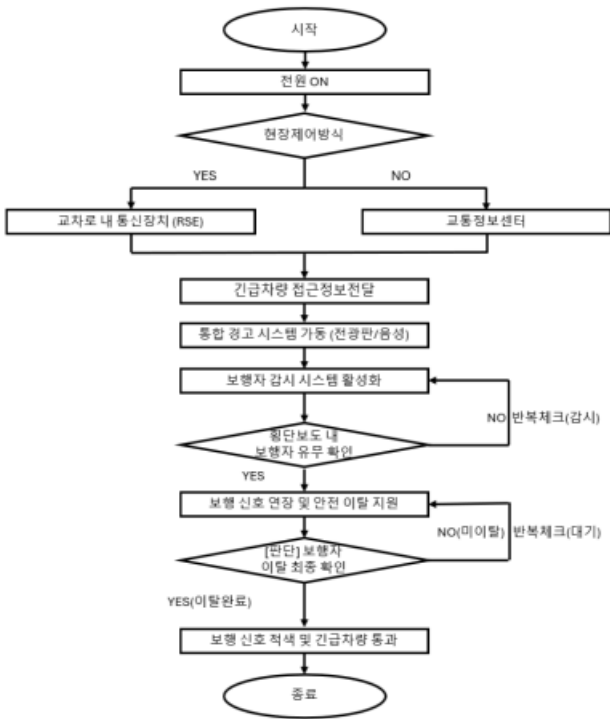 시작
전원 ON
현장제어방식
YES
NO
교차로 내 통신장치 (RSE)
교통정보센터
긴급차량 접근정보전달
통합 경고 시스템 가동 (전광판/음성)
보행자 감시 시스템 활성화
NO 반복체크(감시)
횡단보도 내
보행자 유무 확인
YES
보행 신호 연장 및 안전 이탈 지원
NO(미이탈) 반복체크(대기)
[판단] 보행자
이탈 최종 확인
YES(이탈완료)
보행 신호 적색 및 긴급차량 통과
종료